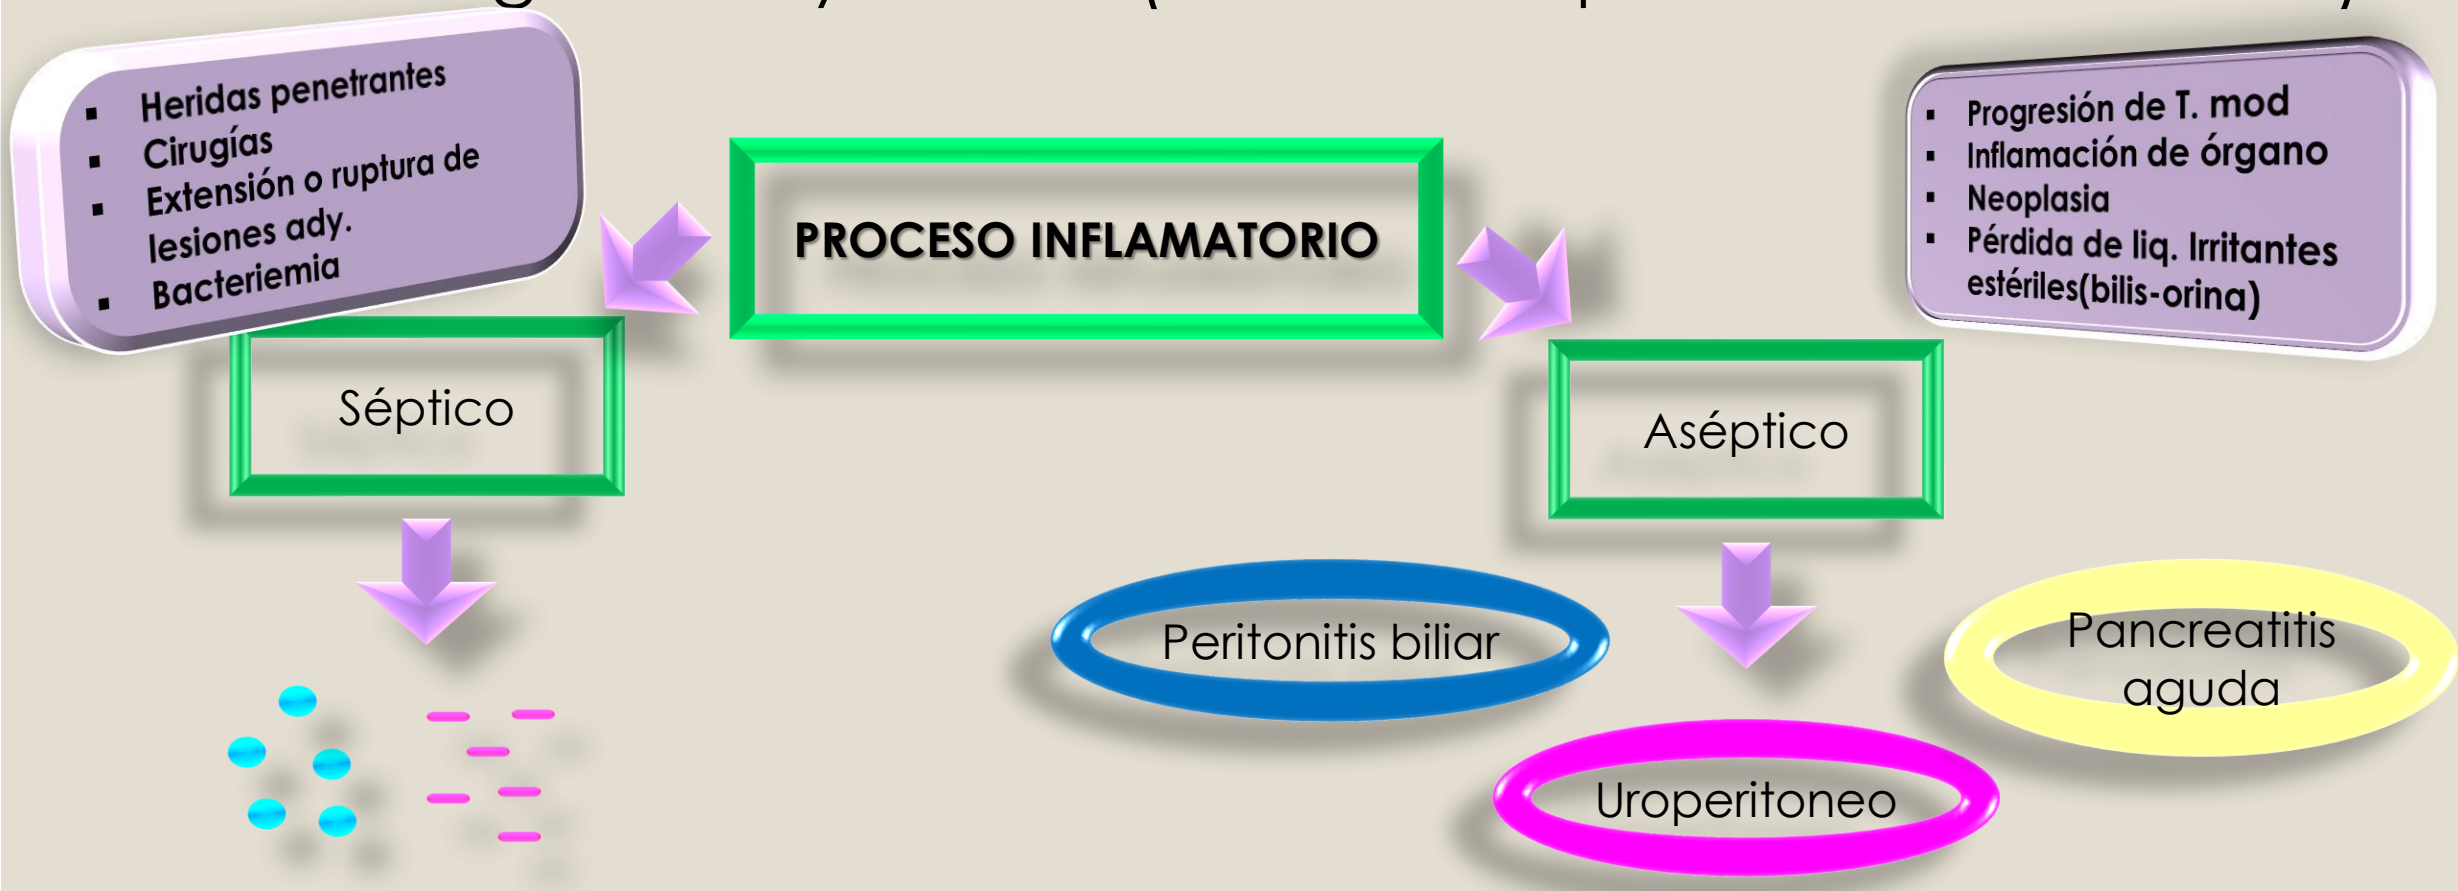 Heridas penetrantes
Cirugías
Extensión o ruptura de
lesiones ady.
Bacteriemia
PROCESO INFLAMATORIO
Progresión de T. mod
Inflamación de órgano
Neoplasia
Pérdida de liq. Irritantes
estériles(bilis-orina)
Séptico
Aséptico
Peritonitis biliar
Pancreatitis
aguda
Uroperitoneo